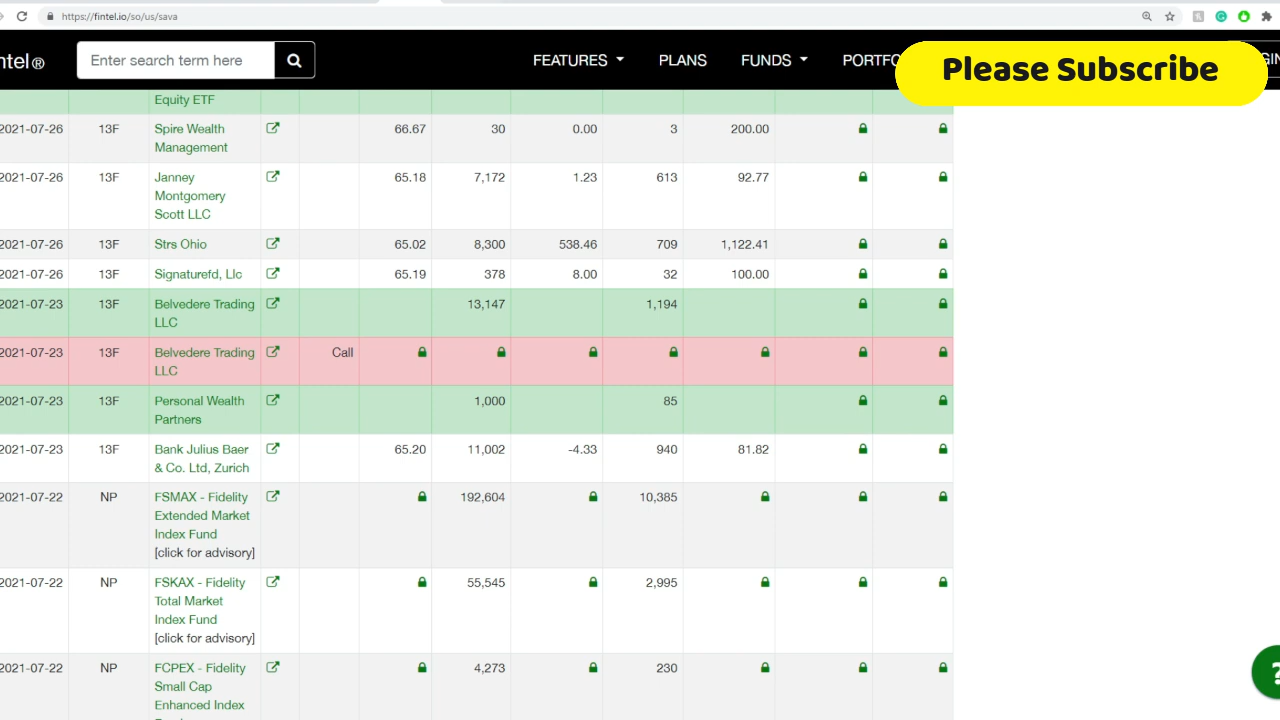 https://fintel.io/so/us/sava
ntel®
Enter search term here
FEATURES
PLANS
FUNDS
Please Subscribe
Equity ETF
2021-07-26 13F Spire Wealth 66.67 30 0.00 3 200.00
Management
2021-07-26 13F Janney 65.18 7,172 1.23 613 92.77
Montgomery
Scott LLC
2021-07-26 13F Strs Ohio 65.02 8,300 538.46 709 1,122.41
2021-07-26 13F Signaturefd, Llc 65.19 378 8.00 32 100.00
2021-07-23 13F Belvedere Trading 13,147 1,194
LLC
2021-07-23 13F Belvedere Trading Call
LLC
2021-07-23 13F Personal Wealth 1,000 85
Partners
2021-07-23 13F Bank Julius Baer 65.20 11,002 -4.33 940 81.82
& Co. Ltd, Zurich
2021-07-22 NP FSMAX - Fidelity 192,604 10,385
Extended Market
Index Fund
[click for advisory]
2021-07-22 NP FSKAX - Fidelity 55,545 2,995
Total Market
Index Fund
[click for advisory]
2021-07-22 NP FCPEX - Fidelity 4,273 230
Small Cap
Enhanced Index